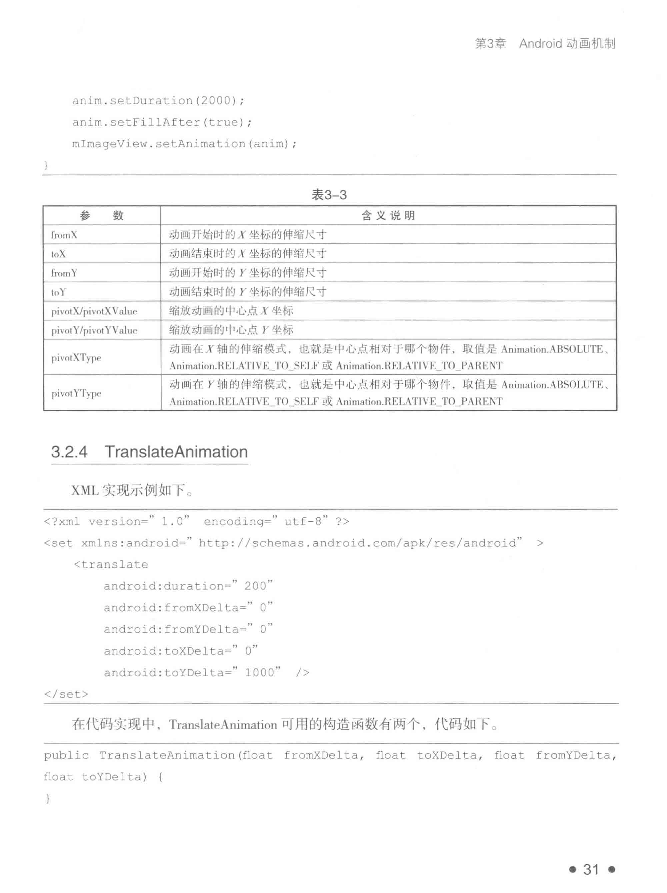 第3章 Android 动画机制
anim.setDuration(2000);
anim.setFillAfter(true);
mImageView.setAnimation(anim);
}
表3-3
参 数 含 义 说 明
fromX 动画开始时的 X 坐标的伸缩尺寸
toX 动画结束时的 X 坐标的伸缩尺寸
fromY 动画开始时的 Y 坐标的伸缩尺寸
toY 动画结束时的 Y 坐标的伸缩尺寸
pivotX/pivotXValue 缩放动画的中心点 X 坐标
pivotY/pivotYValue 缩放动画的中心点 Y 坐标
pivotXType 动画在 X 轴的伸缩模式，也就是中心点相对于哪个物件，取值是 Animation.ABSOLUTE、
Animation.RELATIVE_TO_SELF 或 Animation.RELATIVE_TO_PARENT
pivotYType 动画在 Y 轴的伸缩模式，也就是中心点相对于哪个物件，取值是 Animation.ABSOLUTE、
Animation.RELATIVE_TO_SELF 或 Animation.RELATIVE_TO_PARENT
3.2.4 TranslateAnimation
XML 实现示例如下。
<?xml version=”1.0” encoding=”utf-8”?>
<set xmlns:android=”http://schemas.android.com/apk/res/android” >
<translate
android:duration=”200”
android:fromXDelta=”0”
android:fromYDelta=”0”
android:toXDelta=”0”
android:toYDelta=”1000” />
</set>
在代码实现中，TranslateAnimation 可用的构造函数有两个，代码如下。
public TranslateAnimation(float fromXDelta, float toXDelta, float fromYDelta,
float toYDelta) {
}
• 31 •